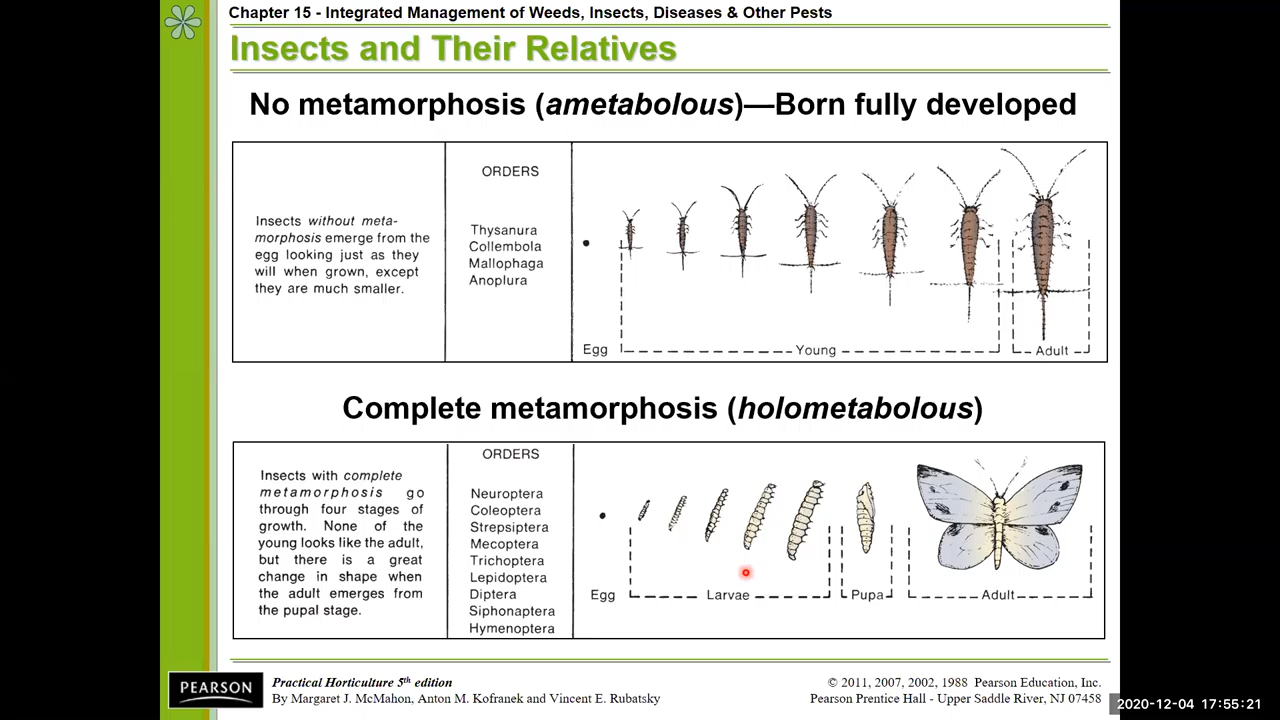 Chapter 15 - Integrated Management of Weeds, Insects, Diseases & Other Pests
Insects and Their Relatives
No metamorphosis (ametabolous)—Born fully developed
Insects without meta-
morphosis emerge from the
egg looking just as they
will when grown, except
they are much smaller.
ORDERS
Thysanura
Collembola
Mallophaga
Anoplura
Egg
Young
Adult
Complete metamorphosis (holometabolous)
Insects with complete
metamorphosis go
through four stages of
growth. None of the
young looks like the adult,
but there is a great
change in shape when
the adult emerges from
the pupal stage.
ORDERS
Neuroptera
Coleoptera
Strepsiptera
Mecoptera
Trichoptera
Lepidoptera
Diptera
Siphonaptera
Hymenoptera
Egg
Larvae
Pupa
Adult
PEARSON
Practical Horticulture 5th edition
By Margaret J. McMahon, Anton M. Kofranek and Vincent E. Rubatsky
© 2011, 2007, 2002, 1988 Pearson Education, Inc.
Pearson Prentice Hall - Upper Saddle River, NJ 07458
2020-12-04 17:55:21